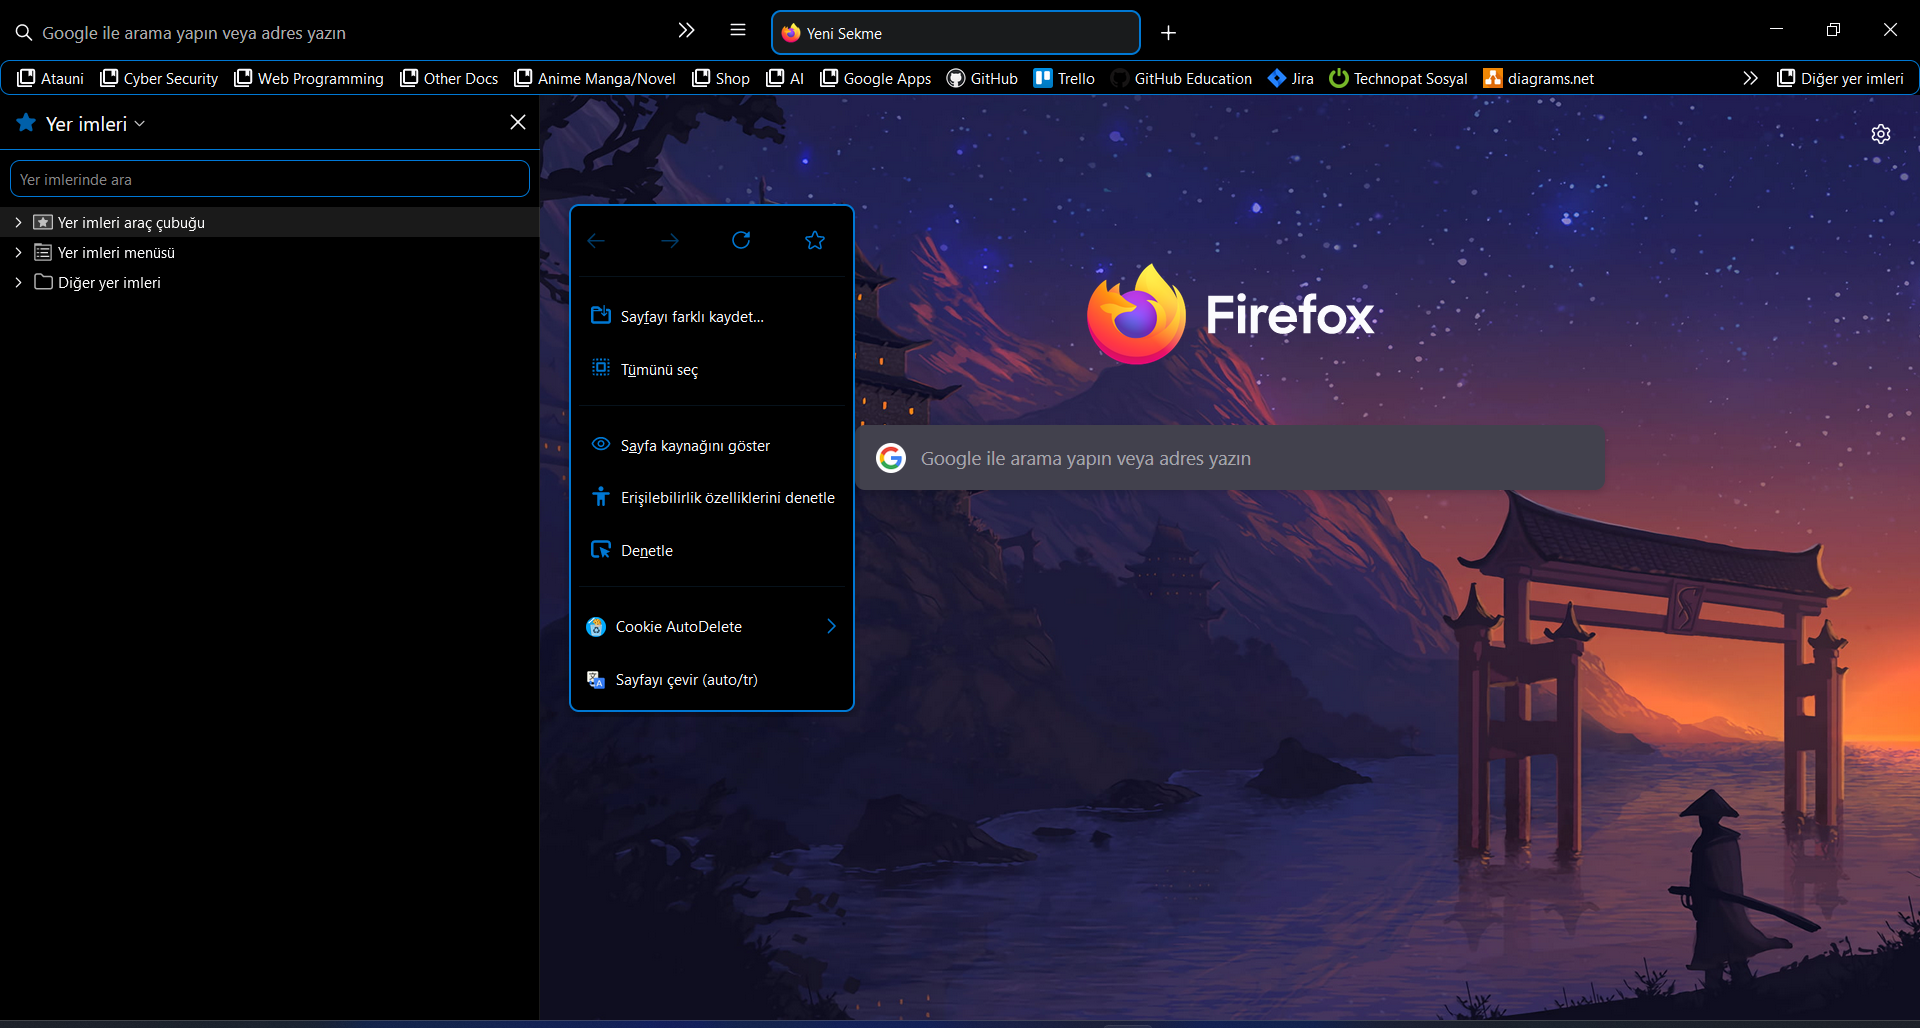 Google ile arama yapın veya adres yazın
Yeni Sekme
Atauni Cyber Security Web Programming Other Docs Anime Manga/Novel Shop AI Google Apps GitHub Trello GitHub Education Jira Technopat Sosyal diagrams.net Diğer yer imleri
Yer imleri
Yer imlerinde ara
Yer imleri araç çubuğu
Yer imleri menüsü
Diğer yer imleri
Sayfayı farklı kaydet...
Tümünü seç
Sayfa kaynağını göster
Erişilebilirlik özelliklerini denetle
Denetle
Cookie AutoDelete
Sayfayı çevir (auto/tr)
Firefox
Google ile arama yapın veya adres yazın